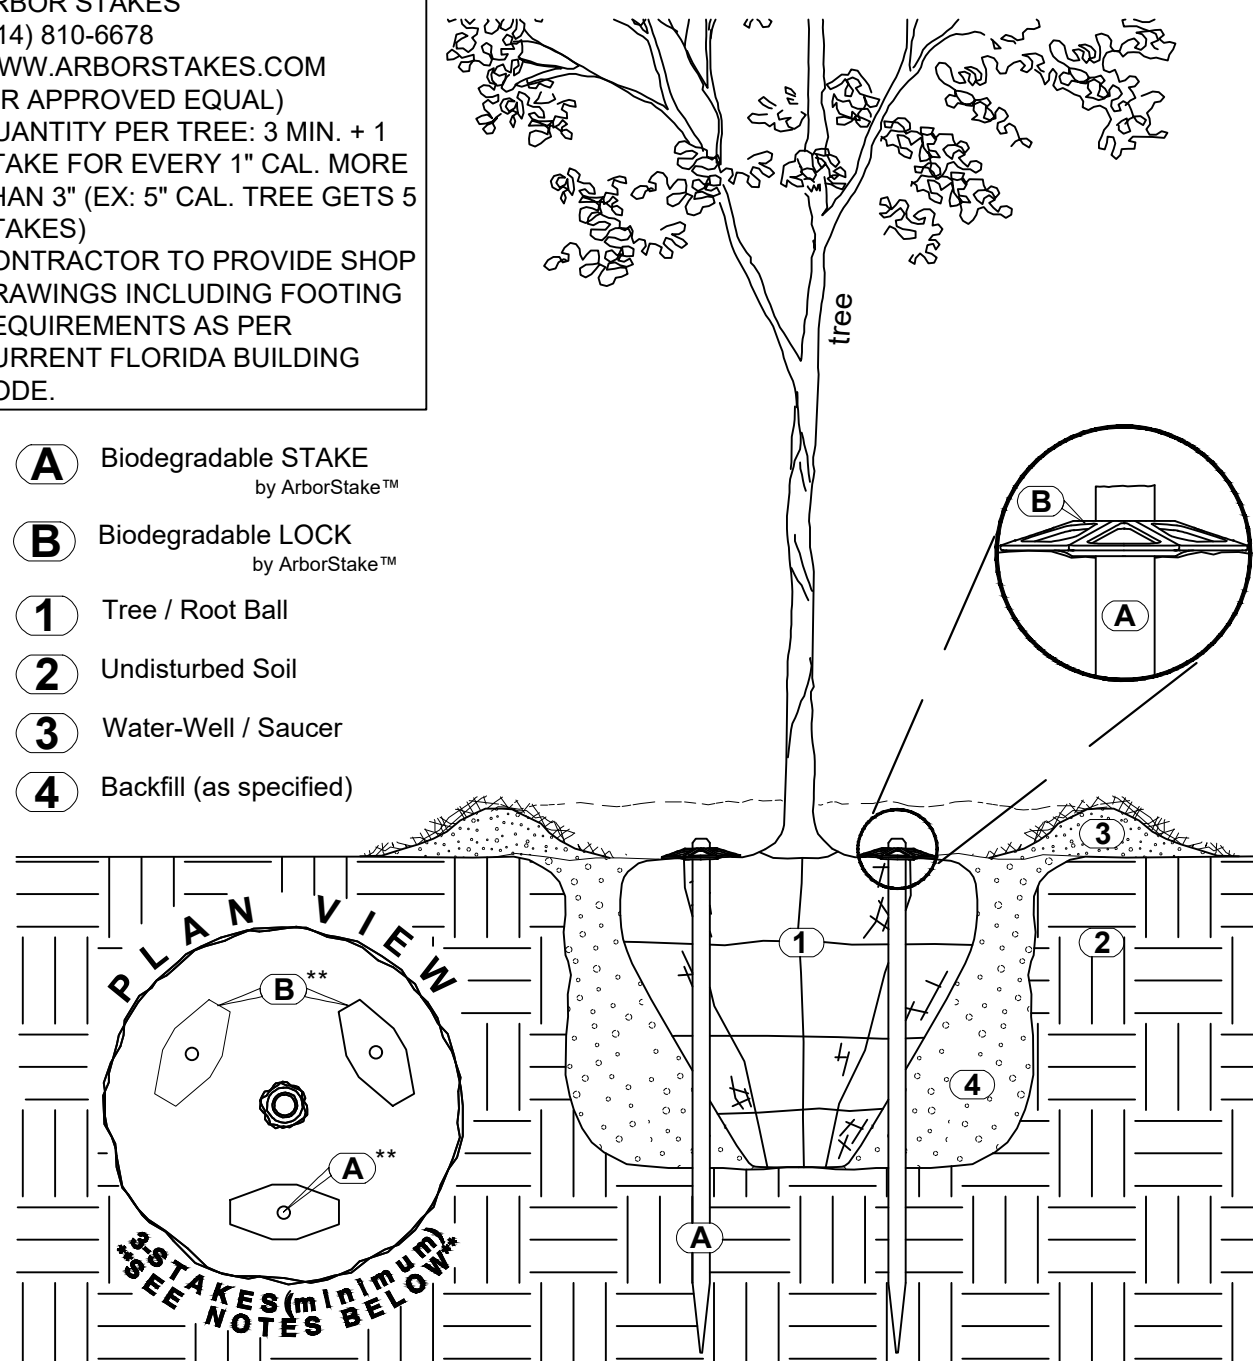 RBOR STAKES
14) 810-6678
WW.ARBORSTAKES.COM
R APPROVED EQUAL)
UANTITY PER TREE: 3 MIN. + 1
TAKE FOR EVERY 1" CAL. MORE
HAN 3" (EX: 5" CAL. TREE GETS 5
TAKES)
ONTRACTOR TO PROVIDE SHOP
RAWINGS INCLUDING FOOTING
EQUIREMENTS AS PER
URRENT FLORIDA BUILDING
ODE.
tree
A Biodegradable STAKE
by ArborStake™
B Biodegradable LOCK
by ArborStake™
1 Tree / Root Ball
2 Undisturbed Soil
3 Water-Well / Saucer
4 Backfill (as specified)
B
A
3
1
2
4
A
PLAN VIEW
B**
A**
3-STAKES(minimum)
**SEE NOTES BELOW**